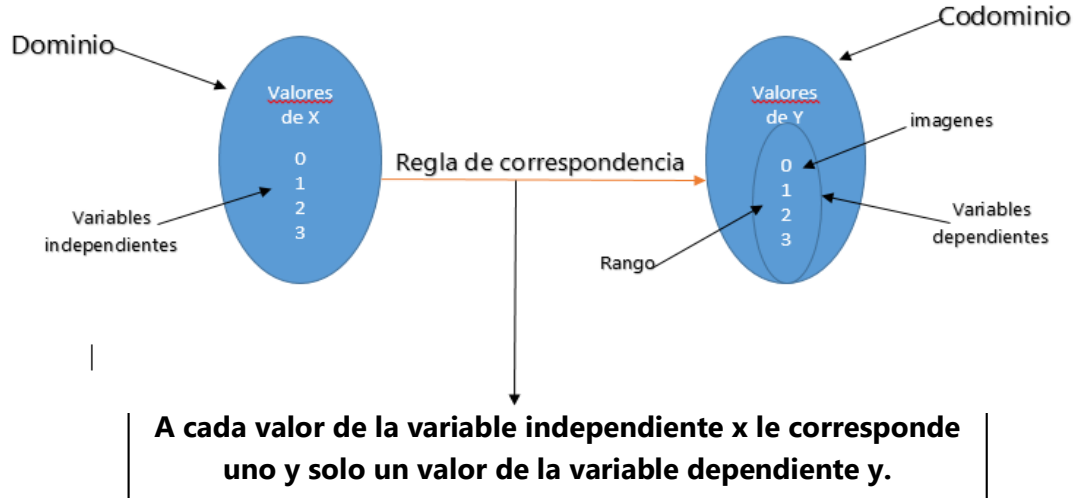 Dominio
Codominio
Valores
de X
0
1
2
3
Variables
independientes
Regla de correspondencia
Valores
de Y
0
1
2
3
imagenes
Variables
dependientes
Rango
A cada valor de la variable independiente x le corresponde
uno y solo un valor de la variable dependiente y.